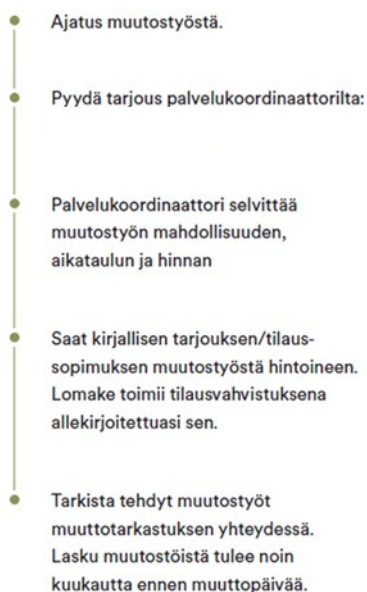 Ajatus muutostyöstä.
Pyydä tarjous palvelukoordinaattorilta:
Palvelukoordinaattori selvittää
muutostyön mahdollisuuden,
aikataulun ja hinnan
Saat kirjallisen tarjouksen/tilaus-
sopimuksen muutostyöstä hintoineen.
Lomake toimii tilausvahvistuksena
allekirjoitettuasi sen.
Tarkista tehdyt muutostyöt
muuttotarkastuksen yhteydessä.
Lasku muutostöistä tulee noin
kuukautta ennen muuttopäivää.